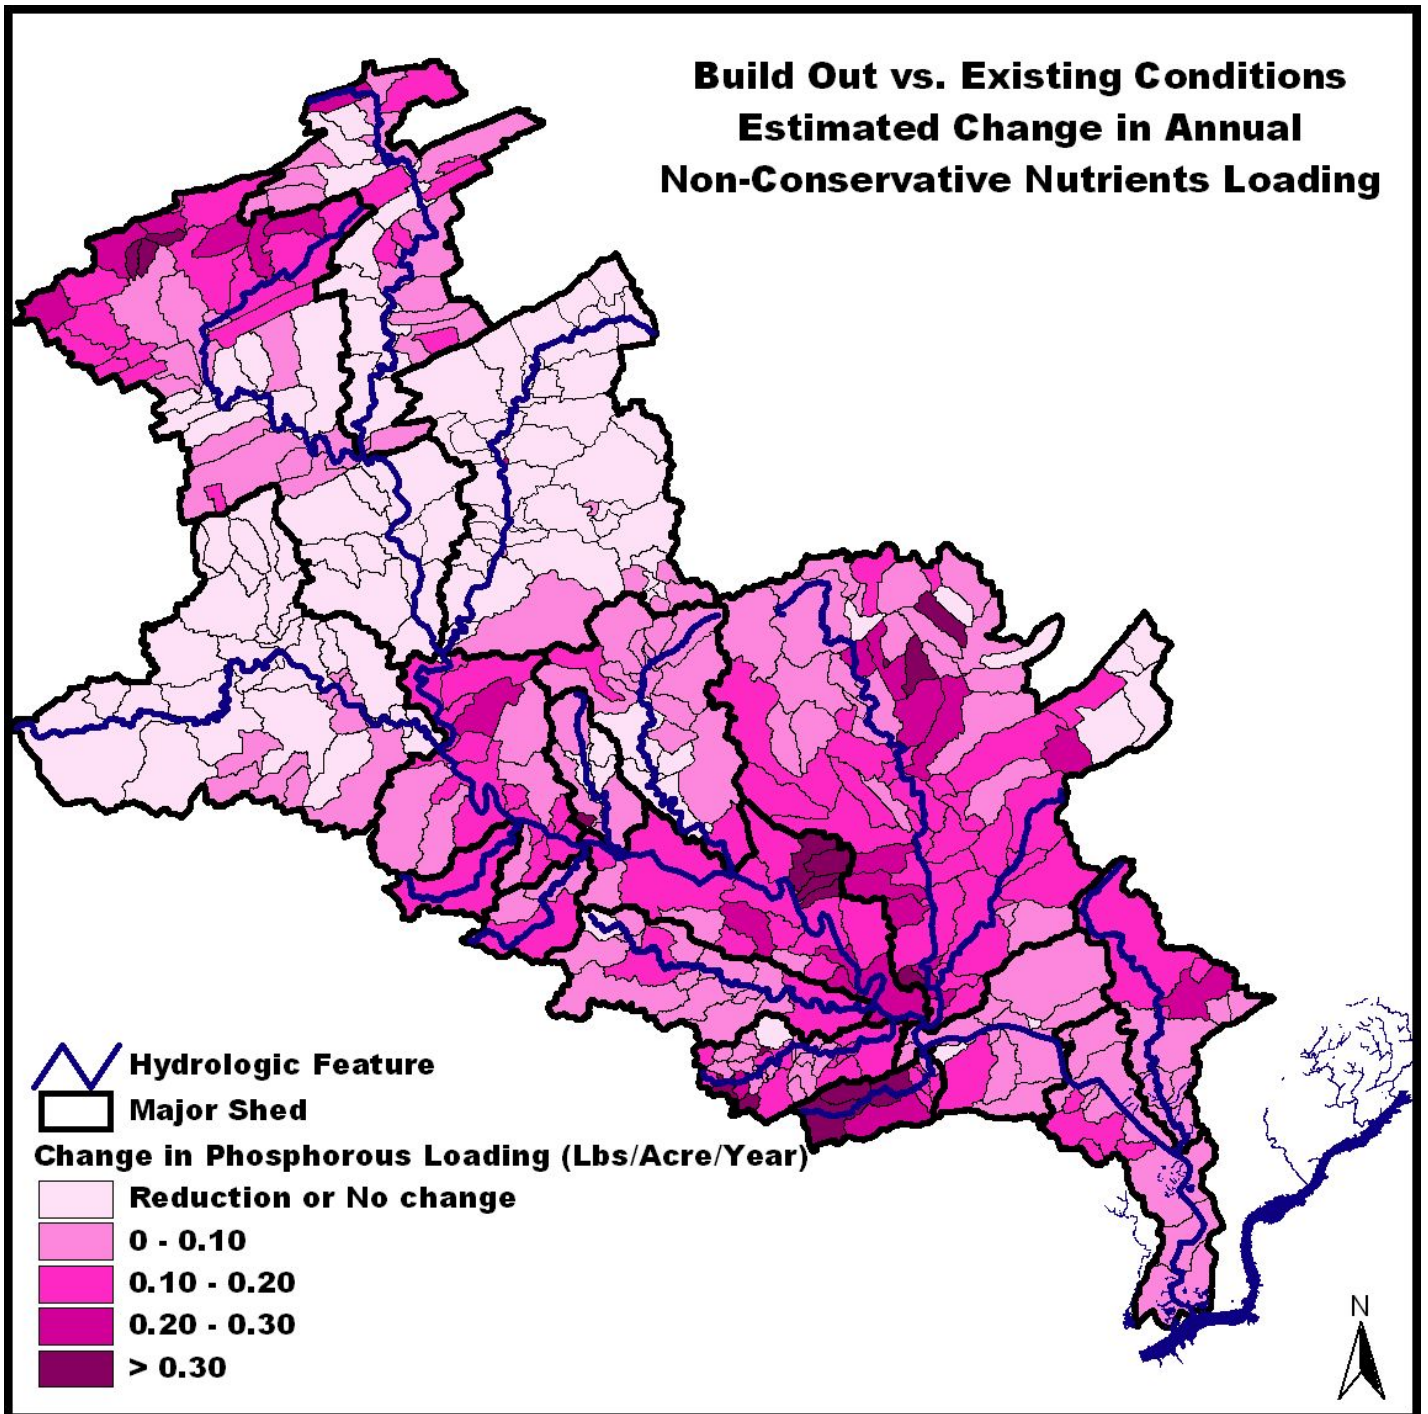 Build Out vs. Existing Conditions
Estimated Change in Annual
Non-Conservative Nutrients Loading
Hydrologic Feature
Major Shed
Change in Phosphorous Loading (Lbs/Acre/Year)
Reduction or No change
0 - 0.10
0.10 - 0.20
0.20 - 0.30
> 0.30
N